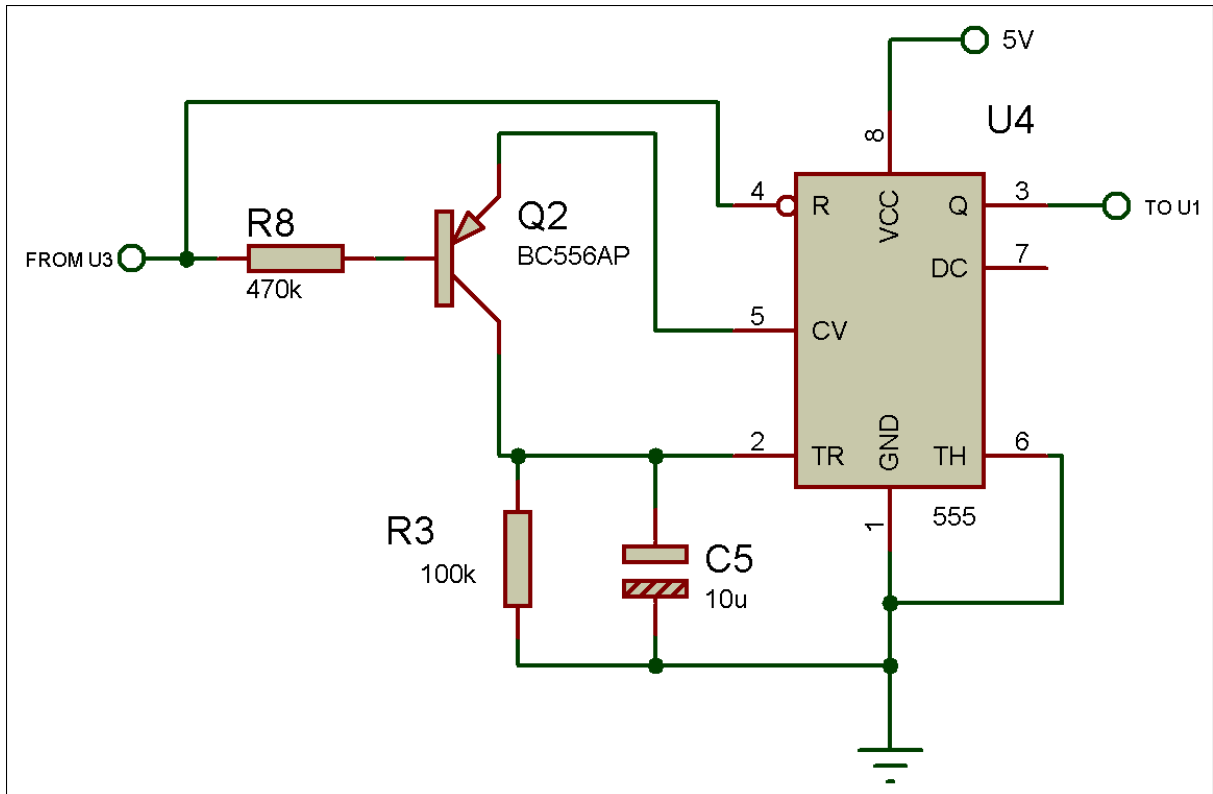 5V
U4
8
4
R
VCC
Q
3
TO U1
R8
Q2
BC556AP
DC
7
FROM U3
470k
5
CV
2
TR
GND
TH
6
R3
100k
C5
10u
1
555